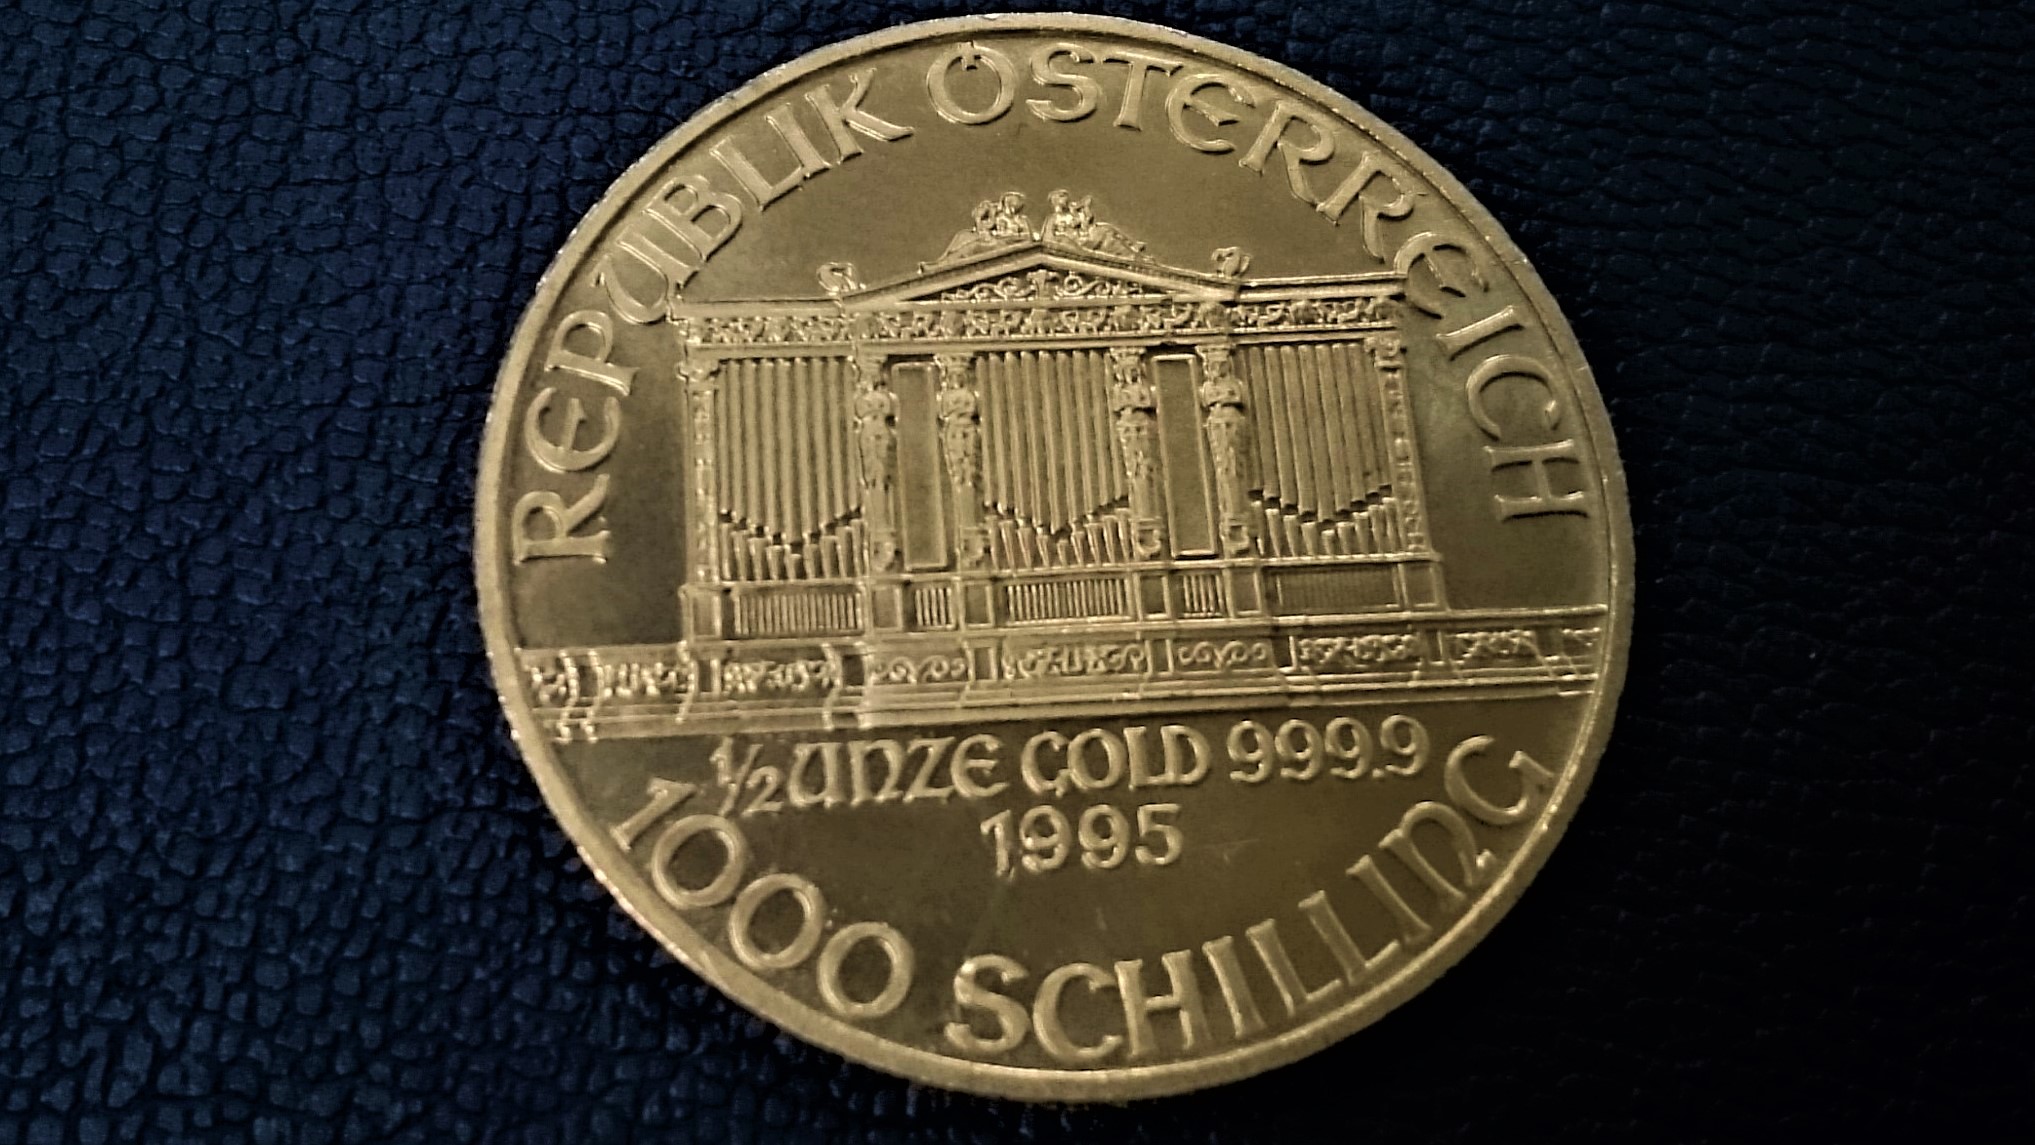 REPUBLIK ÖSTERREICH
1/2 UNZE GOLD 999.9
1995
1000 SCHILLING